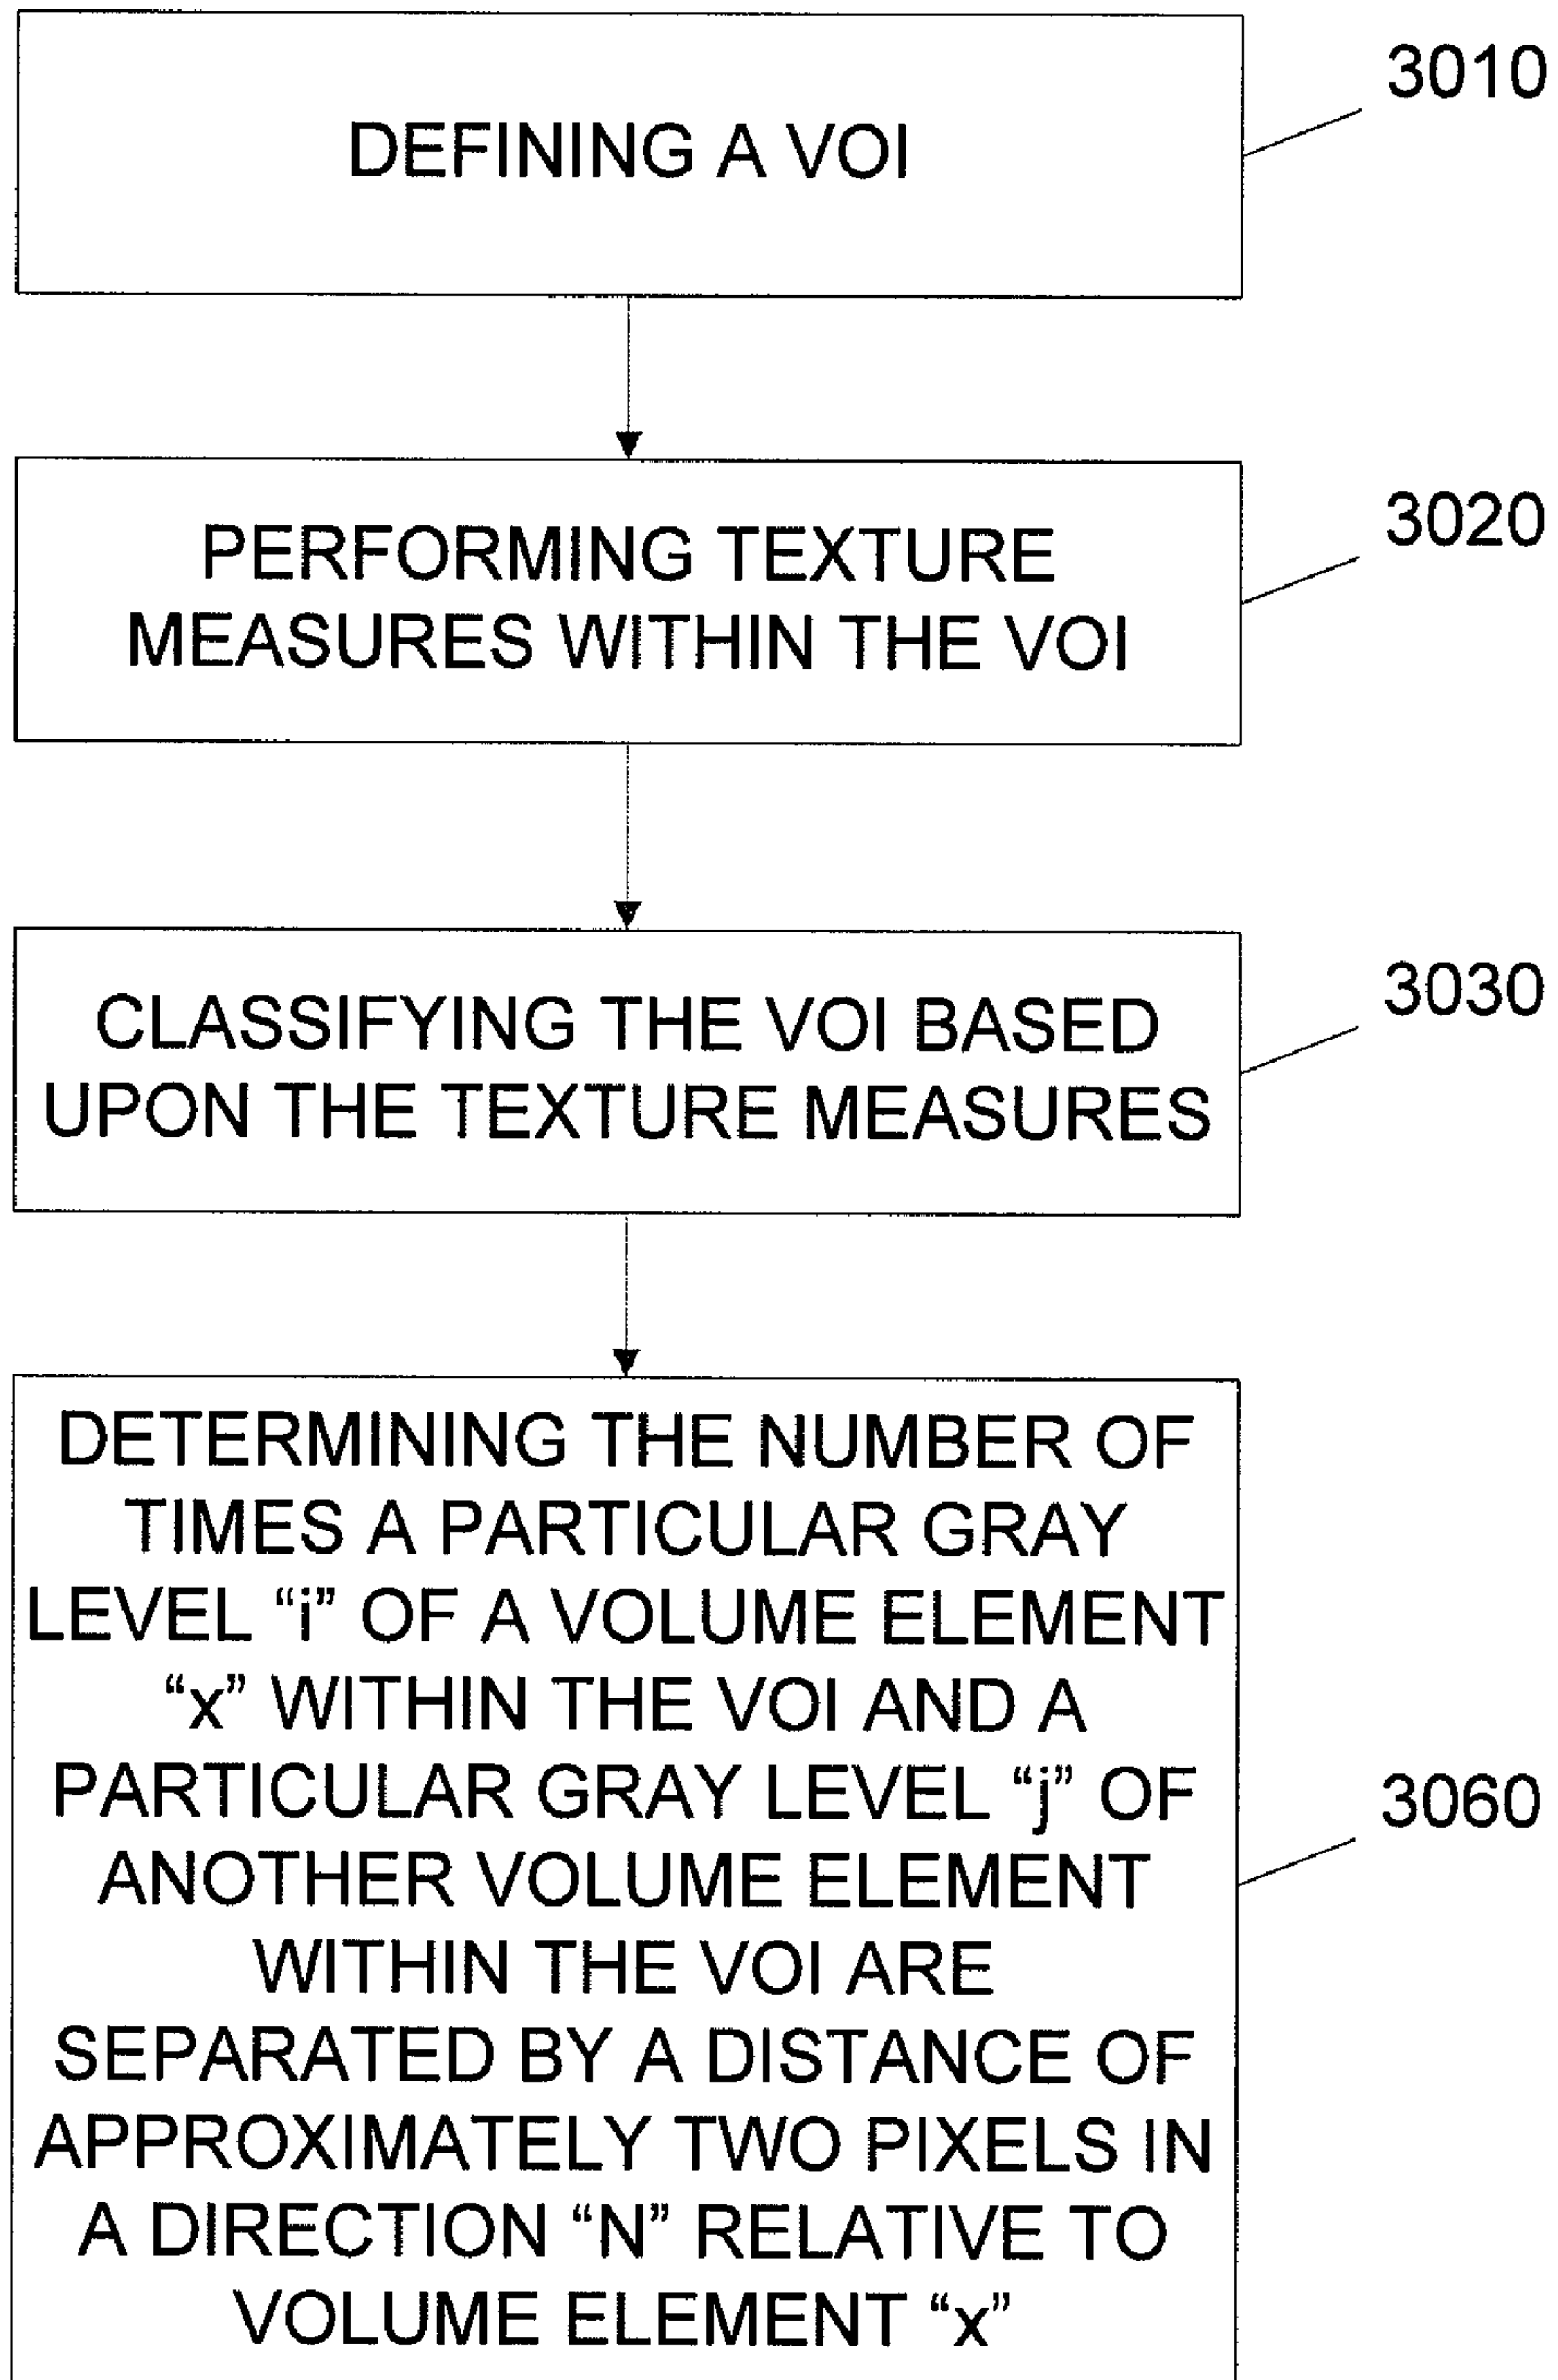 DEFINING A VOI
3010
PERFORMING TEXTURE
MEASURES WITHIN THE VOI
3020
CLASSIFYING THE VOI BASED
UPON THE TEXTURE MEASURES
3030
DETERMINING THE NUMBER OF
TIMES A PARTICULAR GRAY
LEVEL “i” OF A VOLUME ELEMENT
“x” WITHIN THE VOI AND A
PARTICULAR GRAY LEVEL “j” OF
ANOTHER VOLUME ELEMENT
WITHIN THE VOI ARE
SEPARATED BY A DISTANCE OF
APPROXIMATELY TWO PIXELS IN
A DIRECTION “N” RELATIVE TO
VOLUME ELEMENT “x”
3060